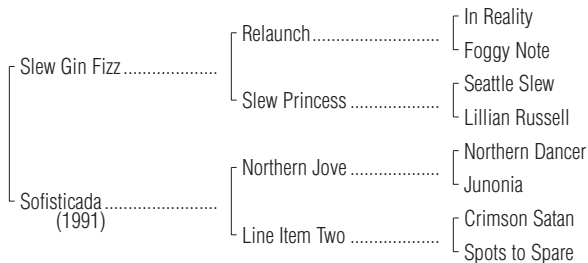 In Reality
Relaunch
Foggy Note
Slew Gin Fizz
Seattle Slew
Slew Princess
Lillian Russell
Northern Dancer
Northern Jove
Junonia
Sofisticada
(1991)
Crimson Satan
Line Item Two
Spots to Spare